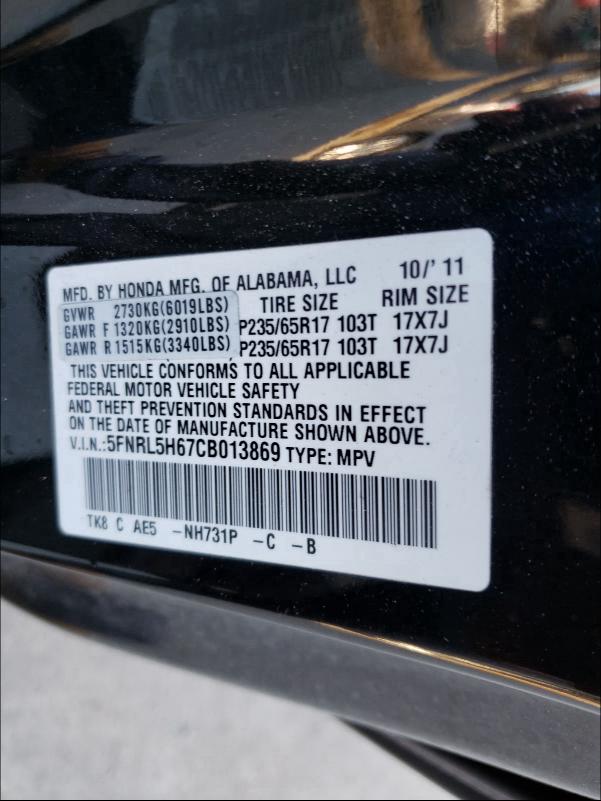 MFD. BY HONDA MFG. OF ALABAMA, LLC 10/' 11
GVWR 2730KG(6019LBS) TIRE SIZE RIM SIZE
GAWR F 1320KG(2910LBS) P235/65R17 103T 17X7J
GAWR R 1515KG(3340LBS) P235/65R17 103T 17X7J
THIS VEHICLE CONFORMS TO ALL APPLICABLE
FEDERAL MOTOR VEHICLE SAFETY
AND THEFT PREVENTION STANDARDS IN EFFECT
ON THE DATE OF MANUFACTURE SHOWN ABOVE.
V.I.N.:5FNRL5H67CB013869 TYPE: MPV
TK8 C AE5 -NH731P -C -B